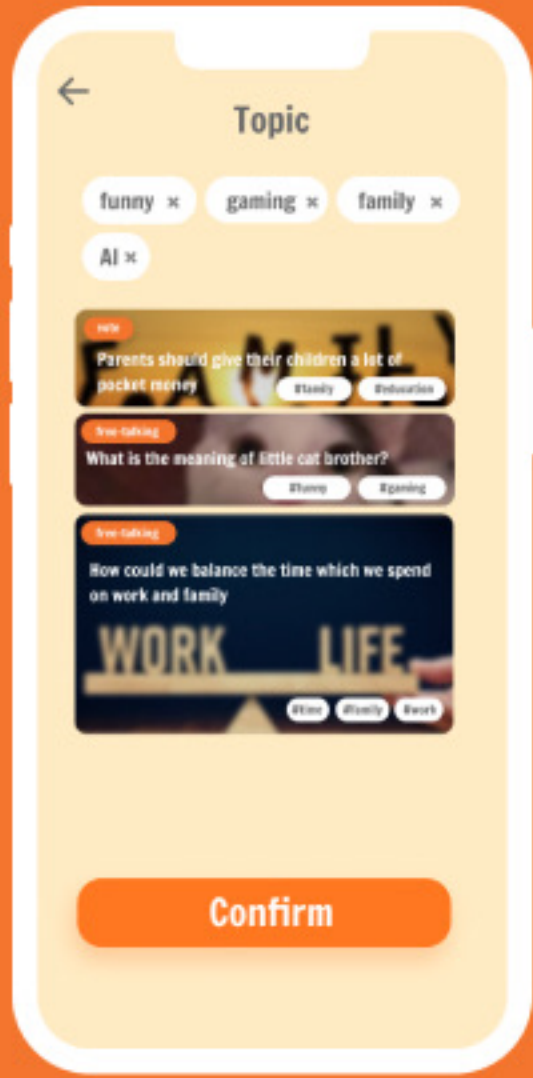 Topic
funny ×
gaming ×
family ×
AI ×
FAMILY
vote
Parents should give their children a lot of
pocket money
#family
#education
free-talking
What is the meaning of little cat brother?
#funny
#gaming
free-talking
How could we balance the time which we spend
on work and family
WORK LIFE
#time
#family
#work
Confirm